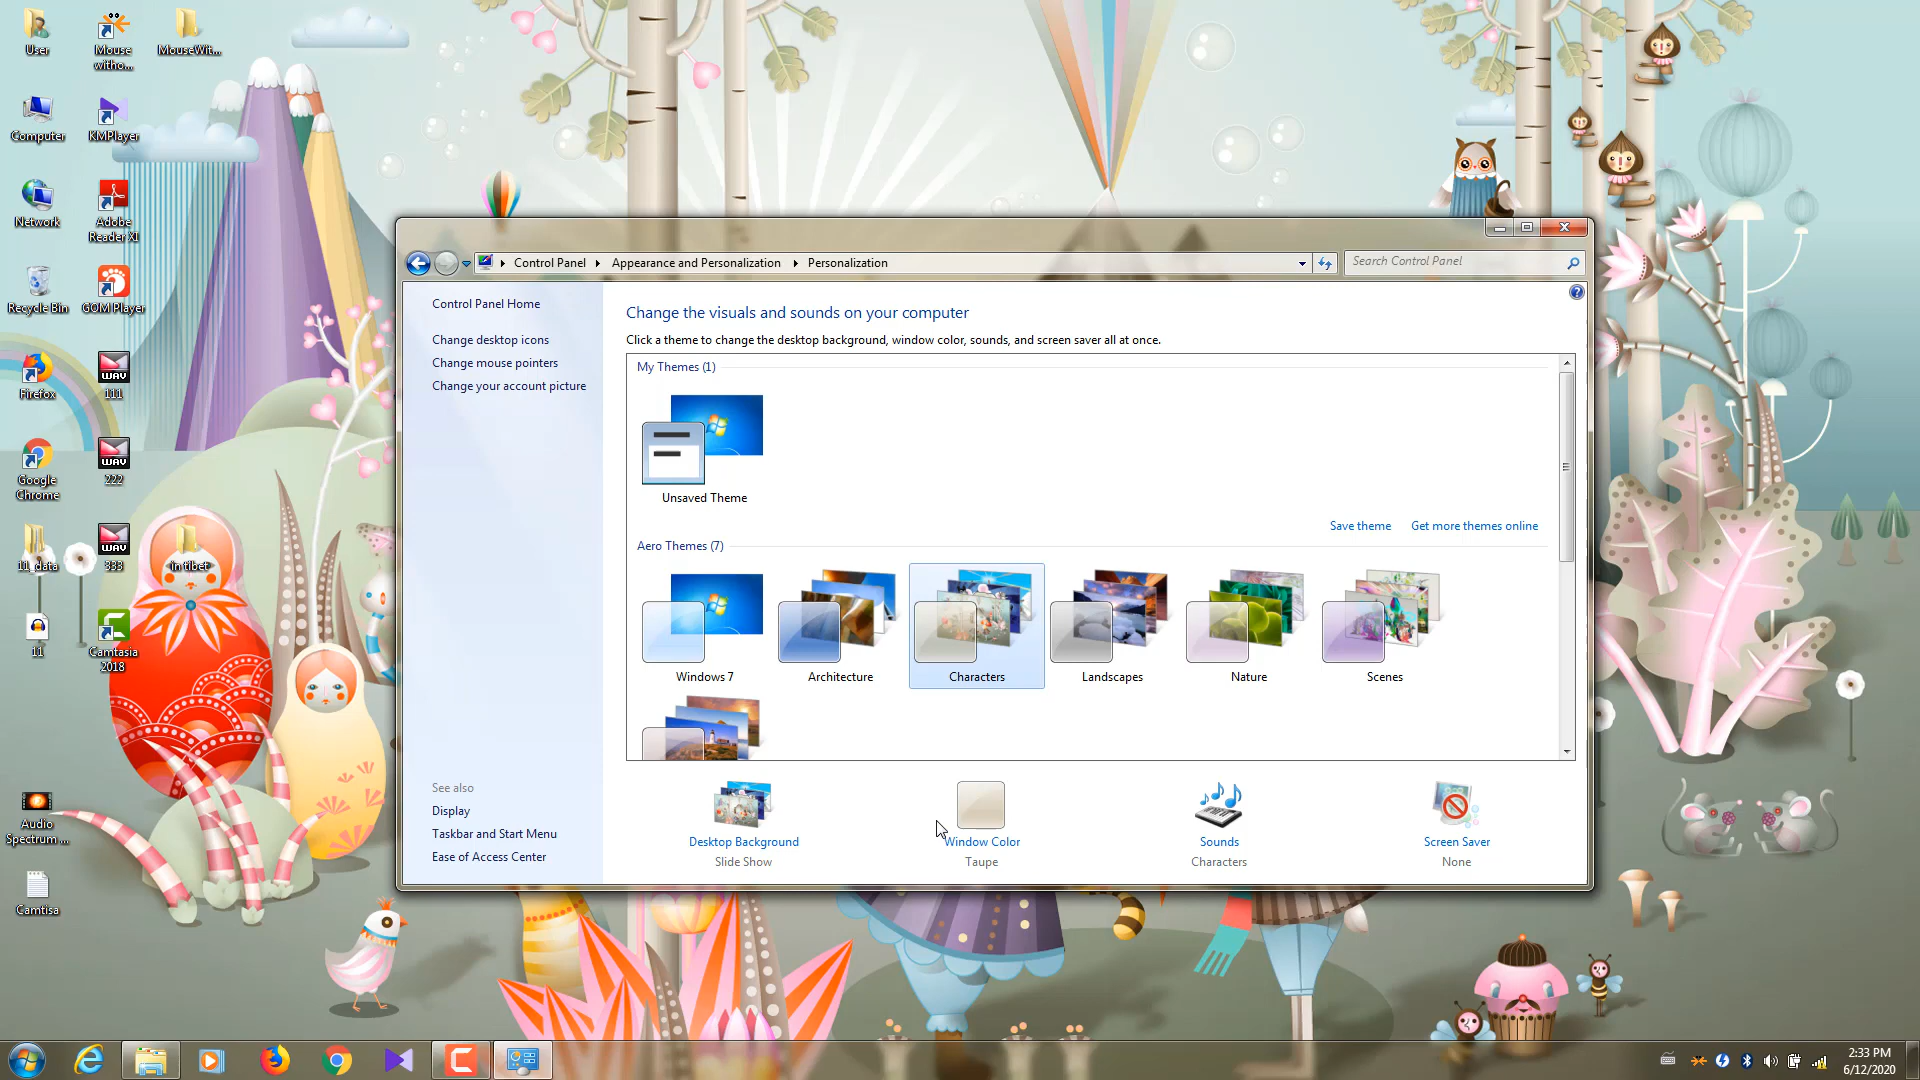 User
Mouse
witho...
MouseWit...
Computer
KMPlayer
Network
Adobe
Reader XI
Recycle Bin
GOM Player
Firefox
WAV
111
Google
Chrome
WAV
222
11_data
WAV
333
in tibet
11
Camtasia
2018
Audio
Spectrum ...
Camtisa
Control Panel
Appearance and Personalization
Personalization
Search Control Panel
Control Panel Home
Change desktop icons
Change mouse pointers
Change your account picture
See also
Display
Taskbar and Start Menu
Ease of Access Center
Change the visuals and sounds on your computer
Click a theme to change the desktop background, window color, sounds, and screen saver all at once.
My Themes (1)
Unsaved Theme
Save theme
Get more themes online
Aero Themes (7)
Windows 7
Architecture
Characters
Landscapes
Nature
Scenes
Desktop Background
Slide Show
Window Color
Taupe
Sounds
Characters
Screen Saver
None
2:33 PM
6/12/2020